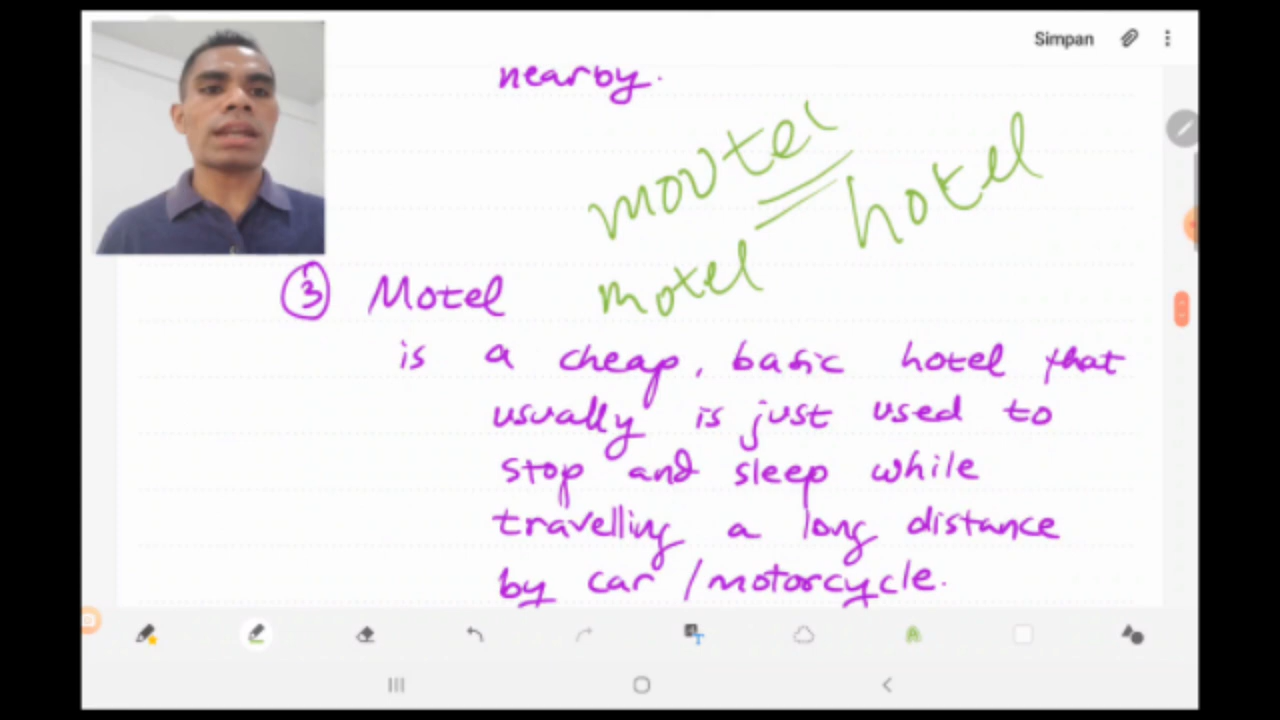 Simpan
nearby.
moutel
hotel
motel
③ Motel
is a cheap, basic hotel that
usually is just used to
stop and sleep while
travelling a long distance
by car / motorcycle.